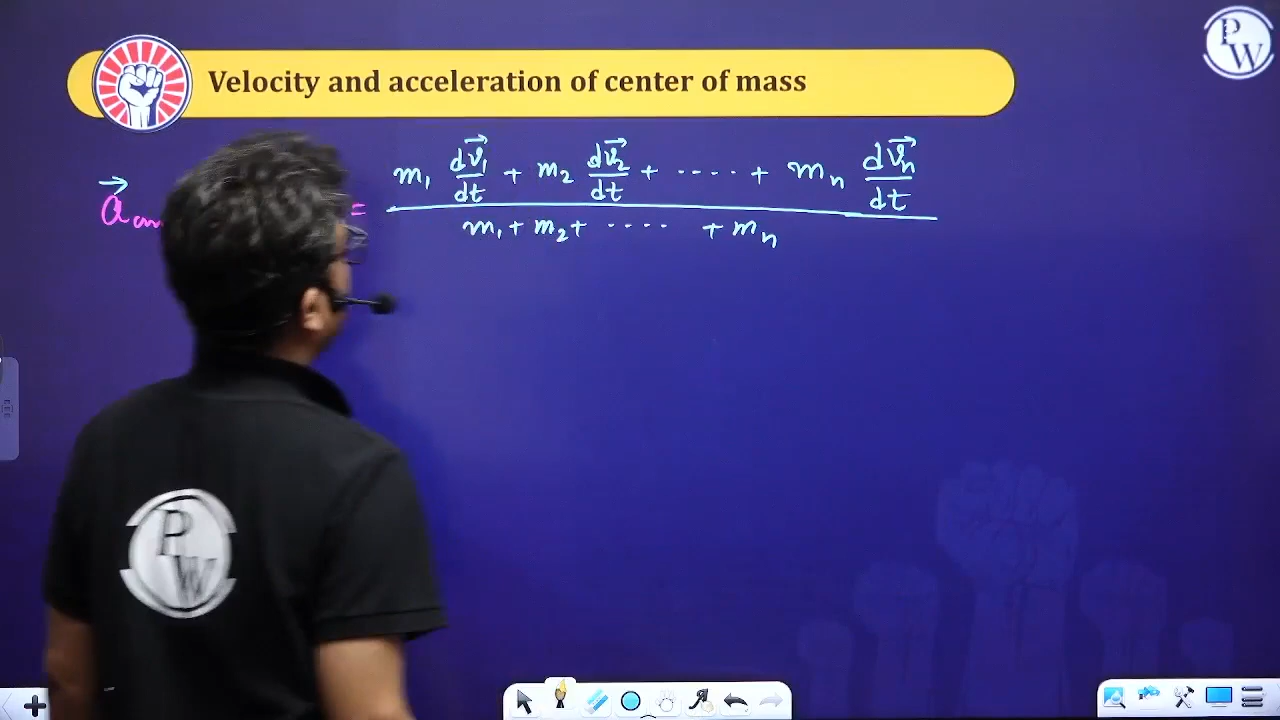 PW
Velocity and acceleration of center of mass
a⃗cm = m₁ dv⃗₁/dt + m₂ dv⃗₂/dt + ..... + mₙ dv⃗ₙ/dt
m₁ + m₂ + ..... + mₙ
PW